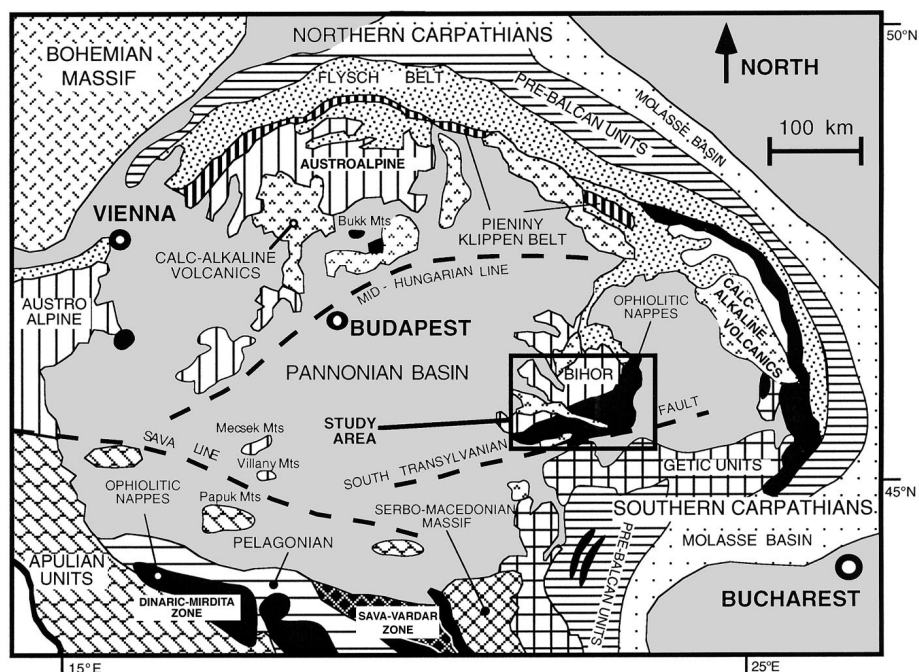 50°N
NORTHERN CARPATHIANS
BOHEMIAN
MASSIF
FLYSCH BELT
NORTH
PRE-BALCAN UNITS
MOLASSE BASIN
100 km
AUSTROALPINE
VIENNA
Bukk Mts
PIENINY
KLIPPEN BELT
CALC-ALKALINE
VOLCANICS
MID-HUNGARIAN LINE
AUSTRO
ALPINE
OPHIOLITIC
NAPPES
CALC-
ALKALINE
VOLCANICS
BUDAPEST
PANNONIAN BASIN
BIHOR
STUDY
AREA
FAULT
SOUTH TRANSYLVANIAN
Mecsek Mts
SAVA LINE
Villany Mts
GETIC UNITS
45°N
OPHIOLITIC
NAPPES
Papuk Mts
SERBO-MACEDONIAN
MASSIF
SOUTHERN CARPATHIANS
PELAGONIAN
PRE-BALCAN UNITS
MOLASSE BASIN
APULIAN
UNITS
DINARIC-MIRDITA
ZONE
SAVA-VARDAR
ZONE
BUCHAREST
15°E
25°E